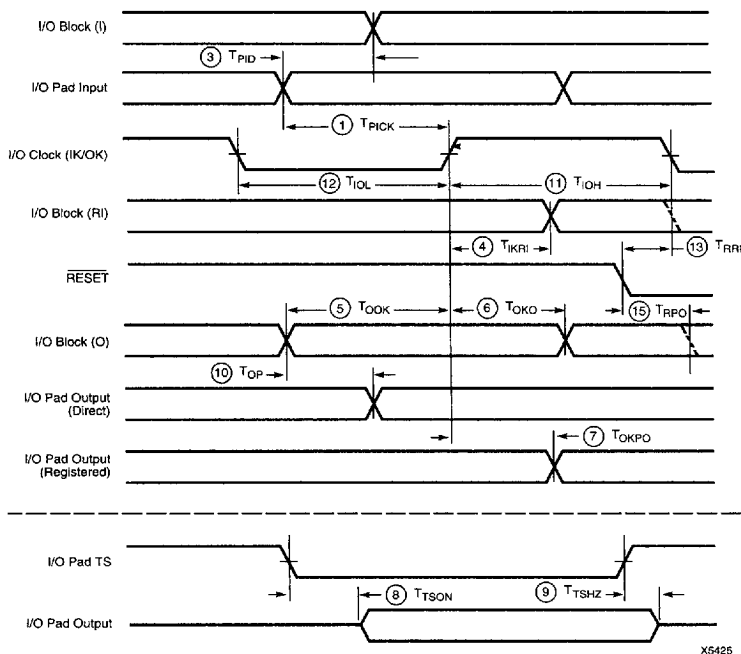 I/O Block (I)
3 TPID
I/O Pad Input
1 TPICK
I/O Clock (IK/OK)
12 TIOL
11 TIOH
I/O Block (RI)
4 TIKRI
13 TRRI
RESET
5 TOOK
6 TOKO
15 TRPO
I/O Block (O)
10 TOP
I/O Pad Output
(Direct)
7 TOKPO
I/O Pad Output
(Registered)
I/O Pad TS
8 TTSON
9 TTSHZ
I/O Pad Output
X5425